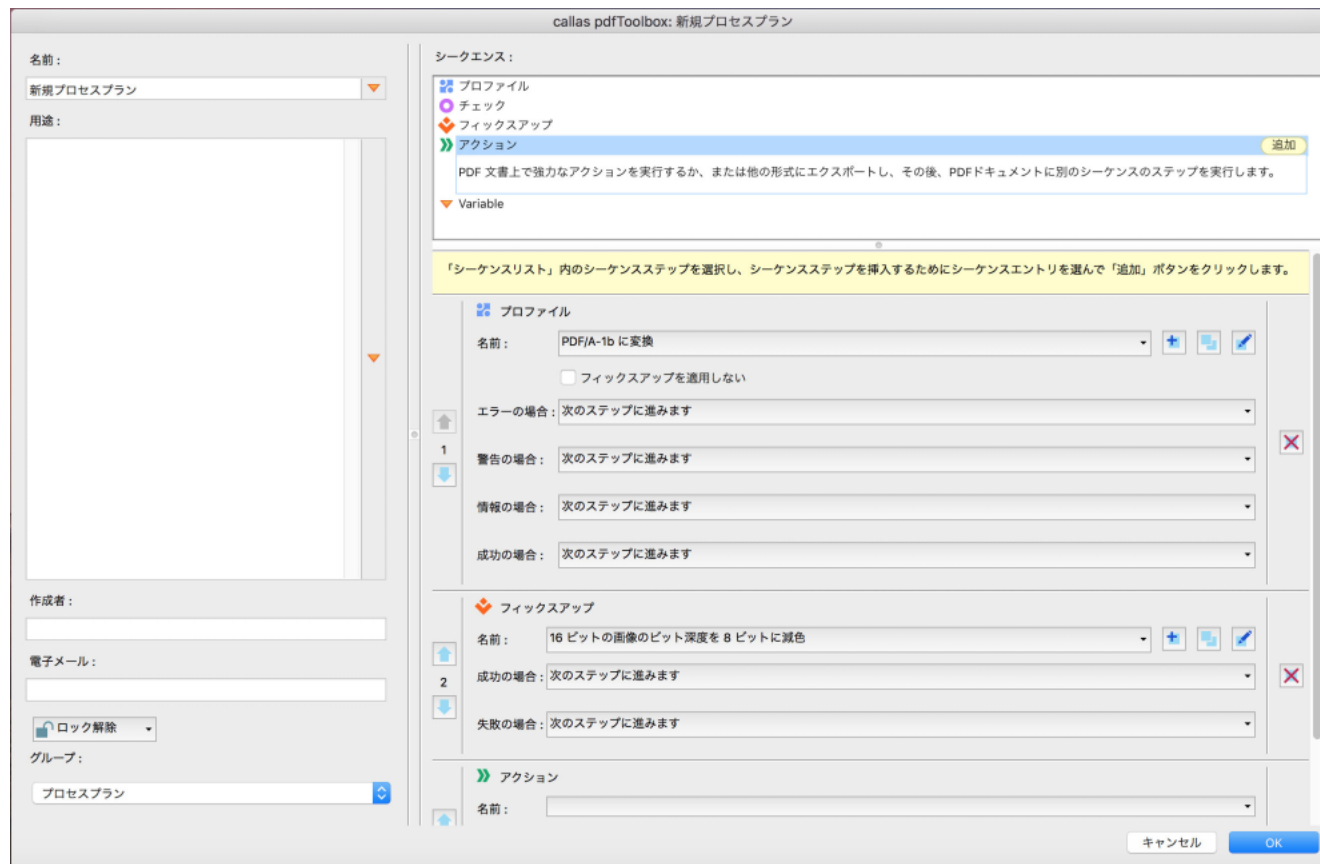 callas pdfToolbox: 新規プロセスプラン
名前：
新規プロセスプラン
用途：
作成者：
電子メール：
ロック解除
グループ：
プロセスプラン
シークエンス：
プロファイル
チェック
フィックスアップ
アクション 追加
PDF 文書上で強力なアクションを実行するか、または他の形式にエクスポートし、その後、PDFドキュメントに別のシーケンスのステップを実行します。
Variable
「シーケンスリスト」内のシーケンスステップを選択し、シーケンスステップを挿入するためにシーケンスエントリを選んで「追加」ボタンをクリックします。
プロファイル
名前： PDF/A-1b に変換
フィックスアップを適用しない
エラーの場合： 次のステップに進みます
1
警告の場合： 次のステップに進みます
情報の場合： 次のステップに進みます
成功の場合： 次のステップに進みます
フィックスアップ
名前： 16 ビットの画像のビット深度を 8 ビットに減色
2
成功の場合： 次のステップに進みます
失敗の場合： 次のステップに進みます
アクション
名前：
キャンセル OK